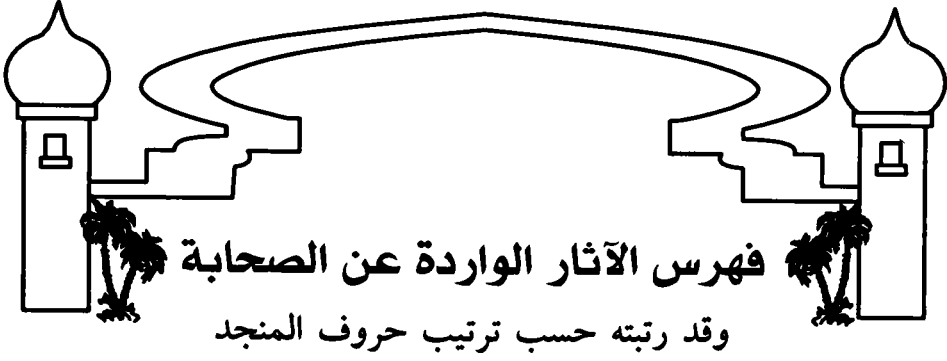 فهرس الآثار الواردة عن الصحابة
وقد رتبته حسب ترتيب حروف المنجد